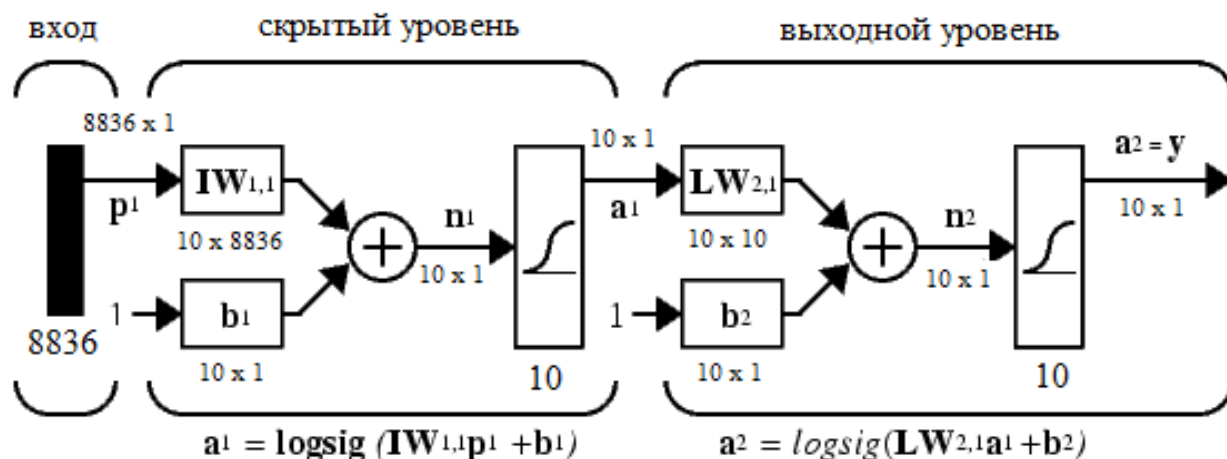 вход
скрытый уровень
выходной уровень
8836 x 1
p1
IW1,1
10 x 8836
1
b1
10 x 1
8836
n1
10 x 1
10
10 x 1
a1
LW2,1
10 x 10
1
b2
10 x 1
n2
10 x 1
10
a2 = y
10 x 1
a1 = logsig (IW1,1p1 +b1)
a2 = logsig(LW2,1a1+b2)